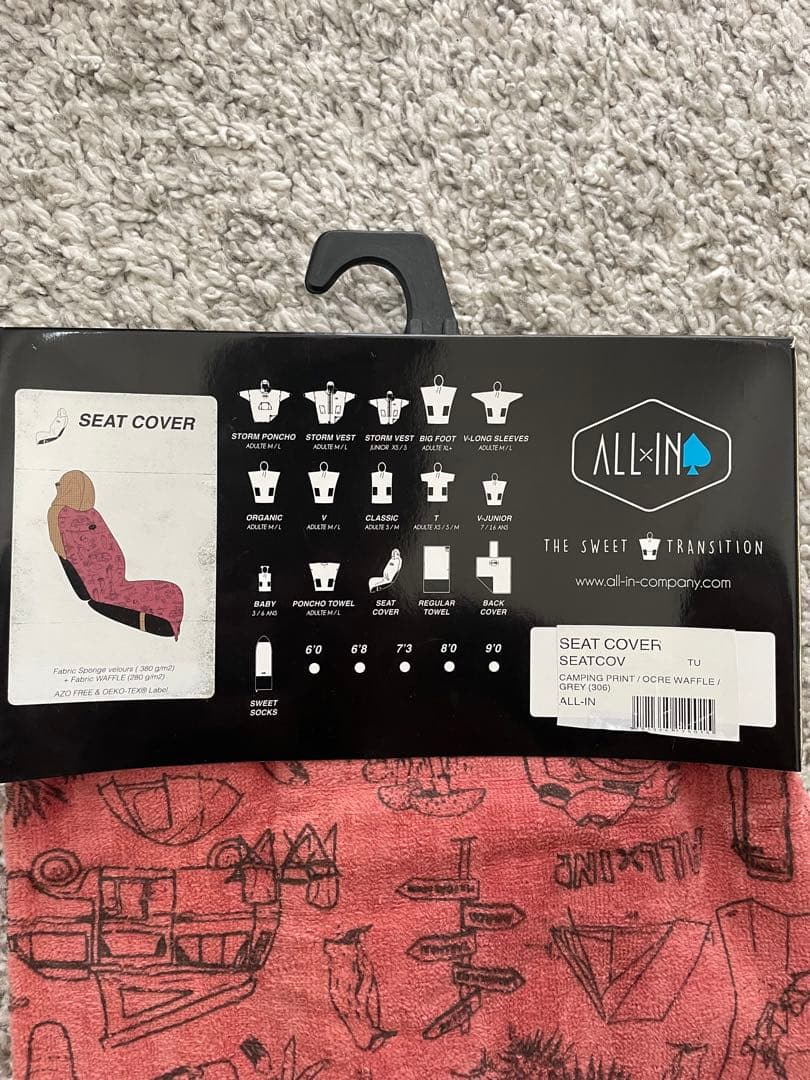 SEAT COVER
Fabric Sponge velours ( 380 g/m2)
+ Fabric WAFFLE (280 g/m2)
AZO FREE & OEKO-TEX® Label
STORM PONCHO
ADULTE M / L
STORM VEST
ADULTE M / L
STORM VEST
JUNIOR XS / S
BIG FOOT
ADULTE XL+
V-LONG SLEEVES
ADULTE M / L
ORGANIC
ADULTE M / L
V
ADULTE M / L
CLASSIC
ADULTE S / M
T
ADULTE XS / S / M
V-JUNIOR
7 / 16 ANS
BABY
3 / 6 ANS
PONCHO TOWEL
ADULTE M / L
SEAT
COVER
REGULAR
TOWEL
BACK
COVER
SWEET
SOCKS
6'0
6'8
7'3
8'0
9'0
ALL×IN
THE SWEET TRANSITION
www.all-in-company.com
SEAT COVER
SEATCOV TU
CAMPING PRINT / OCRE WAFFLE /
GREY (306)
ALL-IN
ALL×IN